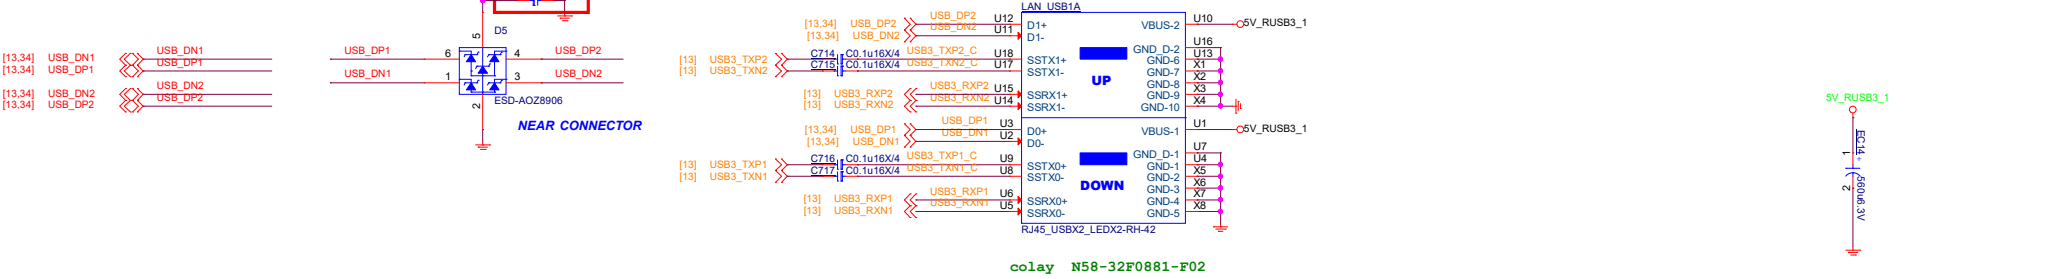 [13,34] USB_DN1 USB_DN1
[13,34] USB_DP1 USB_DP1
[13,34] USB_DN2 USB_DN2
[13,34] USB_DP2 USB_DP2
D5
5
USB_DP1 6 4 USB_DP2
USB_DN1 1 3 USB_DN2
ESD-AOZ8906
2
NEAR CONNECTOR
LAN_USB1A
[13,34] USB_DP2 USB_DP2 U12 D1+
[13,34] USB_DN2 USB_DN2 U11 D1-
[13] USB3_TXP2 C714 C0.1u16X/4 USB3_TXP2_C U18 SSTX1+
[13] USB3_TXN2 C715 C0.1u16X/4 USB3_TXN2_C U17 SSTX1-
[13] USB3_RXP2 USB3_RXP2 U15 SSRX1+
[13] USB3_RXN2 USB3_RXN2 U14 SSRX1-
UP
VBUS-2 U10 5V_RUSB3_1
GND_D-2 U16
GND-6 U13
GND-7 X1
GND-8 X2
GND-9 X3
GND-10 X4
[13,34] USB_DP1 USB_DP1 U3 D0+
[13,34] USB_DN1 USB_DN1 U2 D0-
[13] USB3_TXP1 C716 C0.1u16X/4 USB3_TXP1_C U9 SSTX0+
[13] USB3_TXN1 C717 C0.1u16X/4 USB3_TXN1_C U8 SSTX0-
[13] USB3_RXP1 USB3_RXP1 U6 SSRX0+
[13] USB3_RXN1 USB3_RXN1 U5 SSRX0-
DOWN
VBUS-1 U1 5V_RUSB3_1
GND_D-1 U7
GND-1 U4
GND-2 X5
GND-3 X6
GND-4 X7
GND-5 X8
RJ45_USBX2_LEDX2-RH-42
colay N58-32F0881-F02
5V_RUSB3_1
EC14
1 +
2
560u6.3V